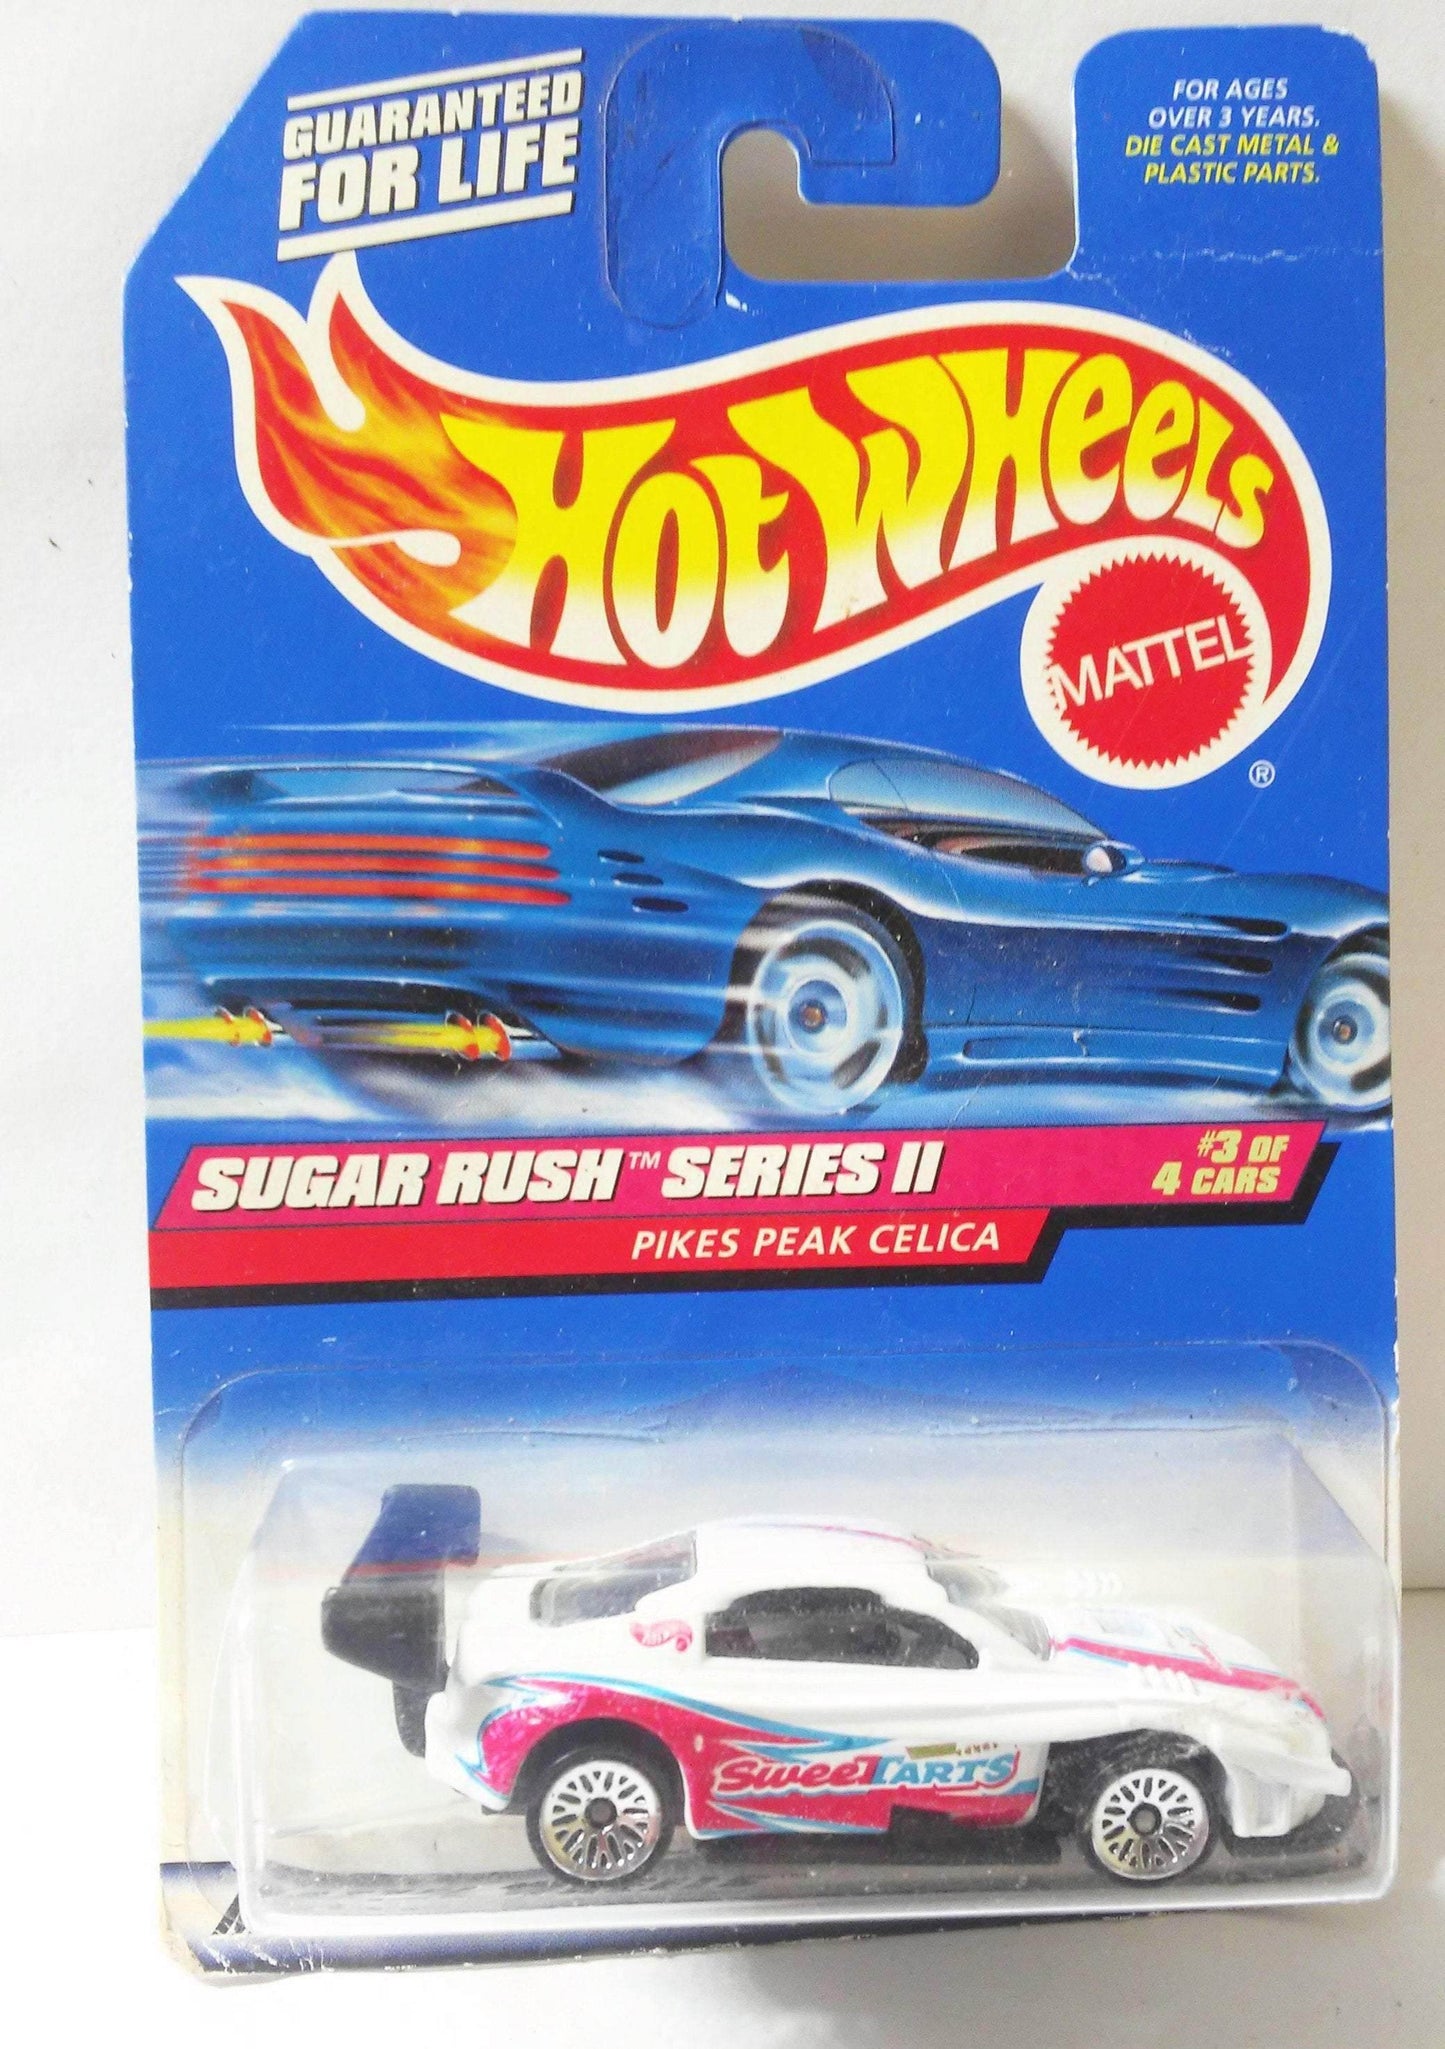 GUARANTEED
FOR LIFE
FOR AGES
OVER 3 YEARS.
DIE CAST METAL &
PLASTIC PARTS.
HOT WHEELS
MATTEL
®
SUGAR RUSH™ SERIES II
#3 OF
4 CARS
PIKES PEAK CELICA
SWEETARTS